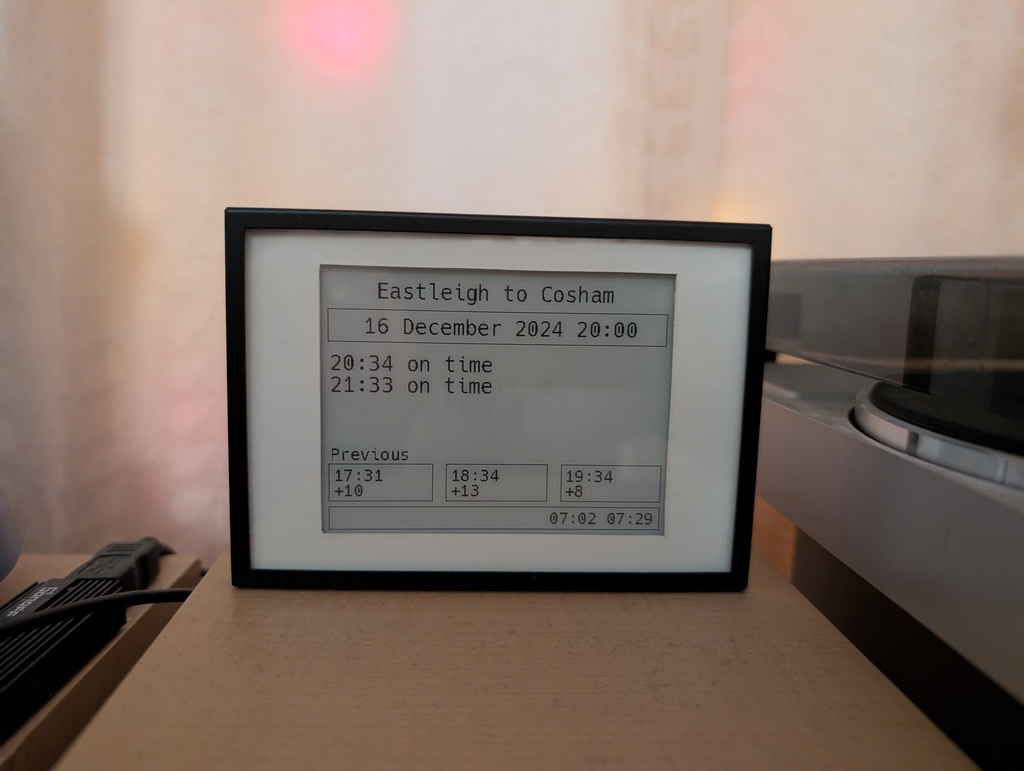 Eastleigh to Cosham
16 December 2024 20:00
20:34 on time
21:33 on time
Previous
17:31
+10
18:34
+13
19:34
+8
07:02 07:29